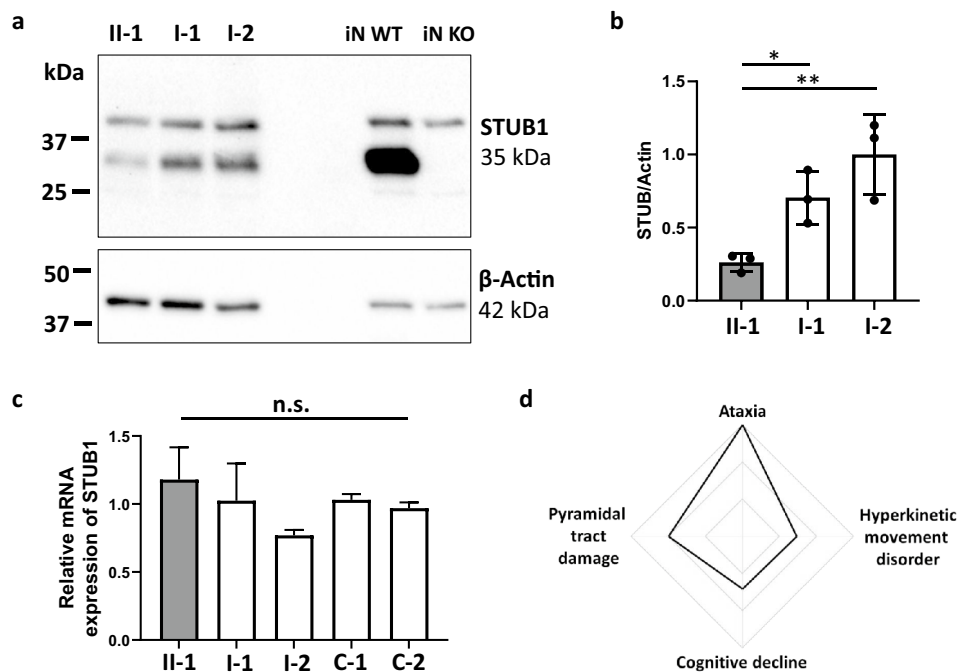 a
II-1 I-1 I-2 iN WT iN KO
kDa
37
25
STUB1
35 kDa
50
37
β-Actin
42 kDa
b
*
**
1.5
1.0
0.5
0.0
STUB/Actin
II-1 I-1 I-2
c
n.s.
1.5
1.0
0.5
0.0
Relative mRNA
expression of STUB1
II-1 I-1 I-2 C-1 C-2
d
Ataxia
Pyramidal
tract
damage
Hyperkinetic
movement
disorder
Cognitive decline